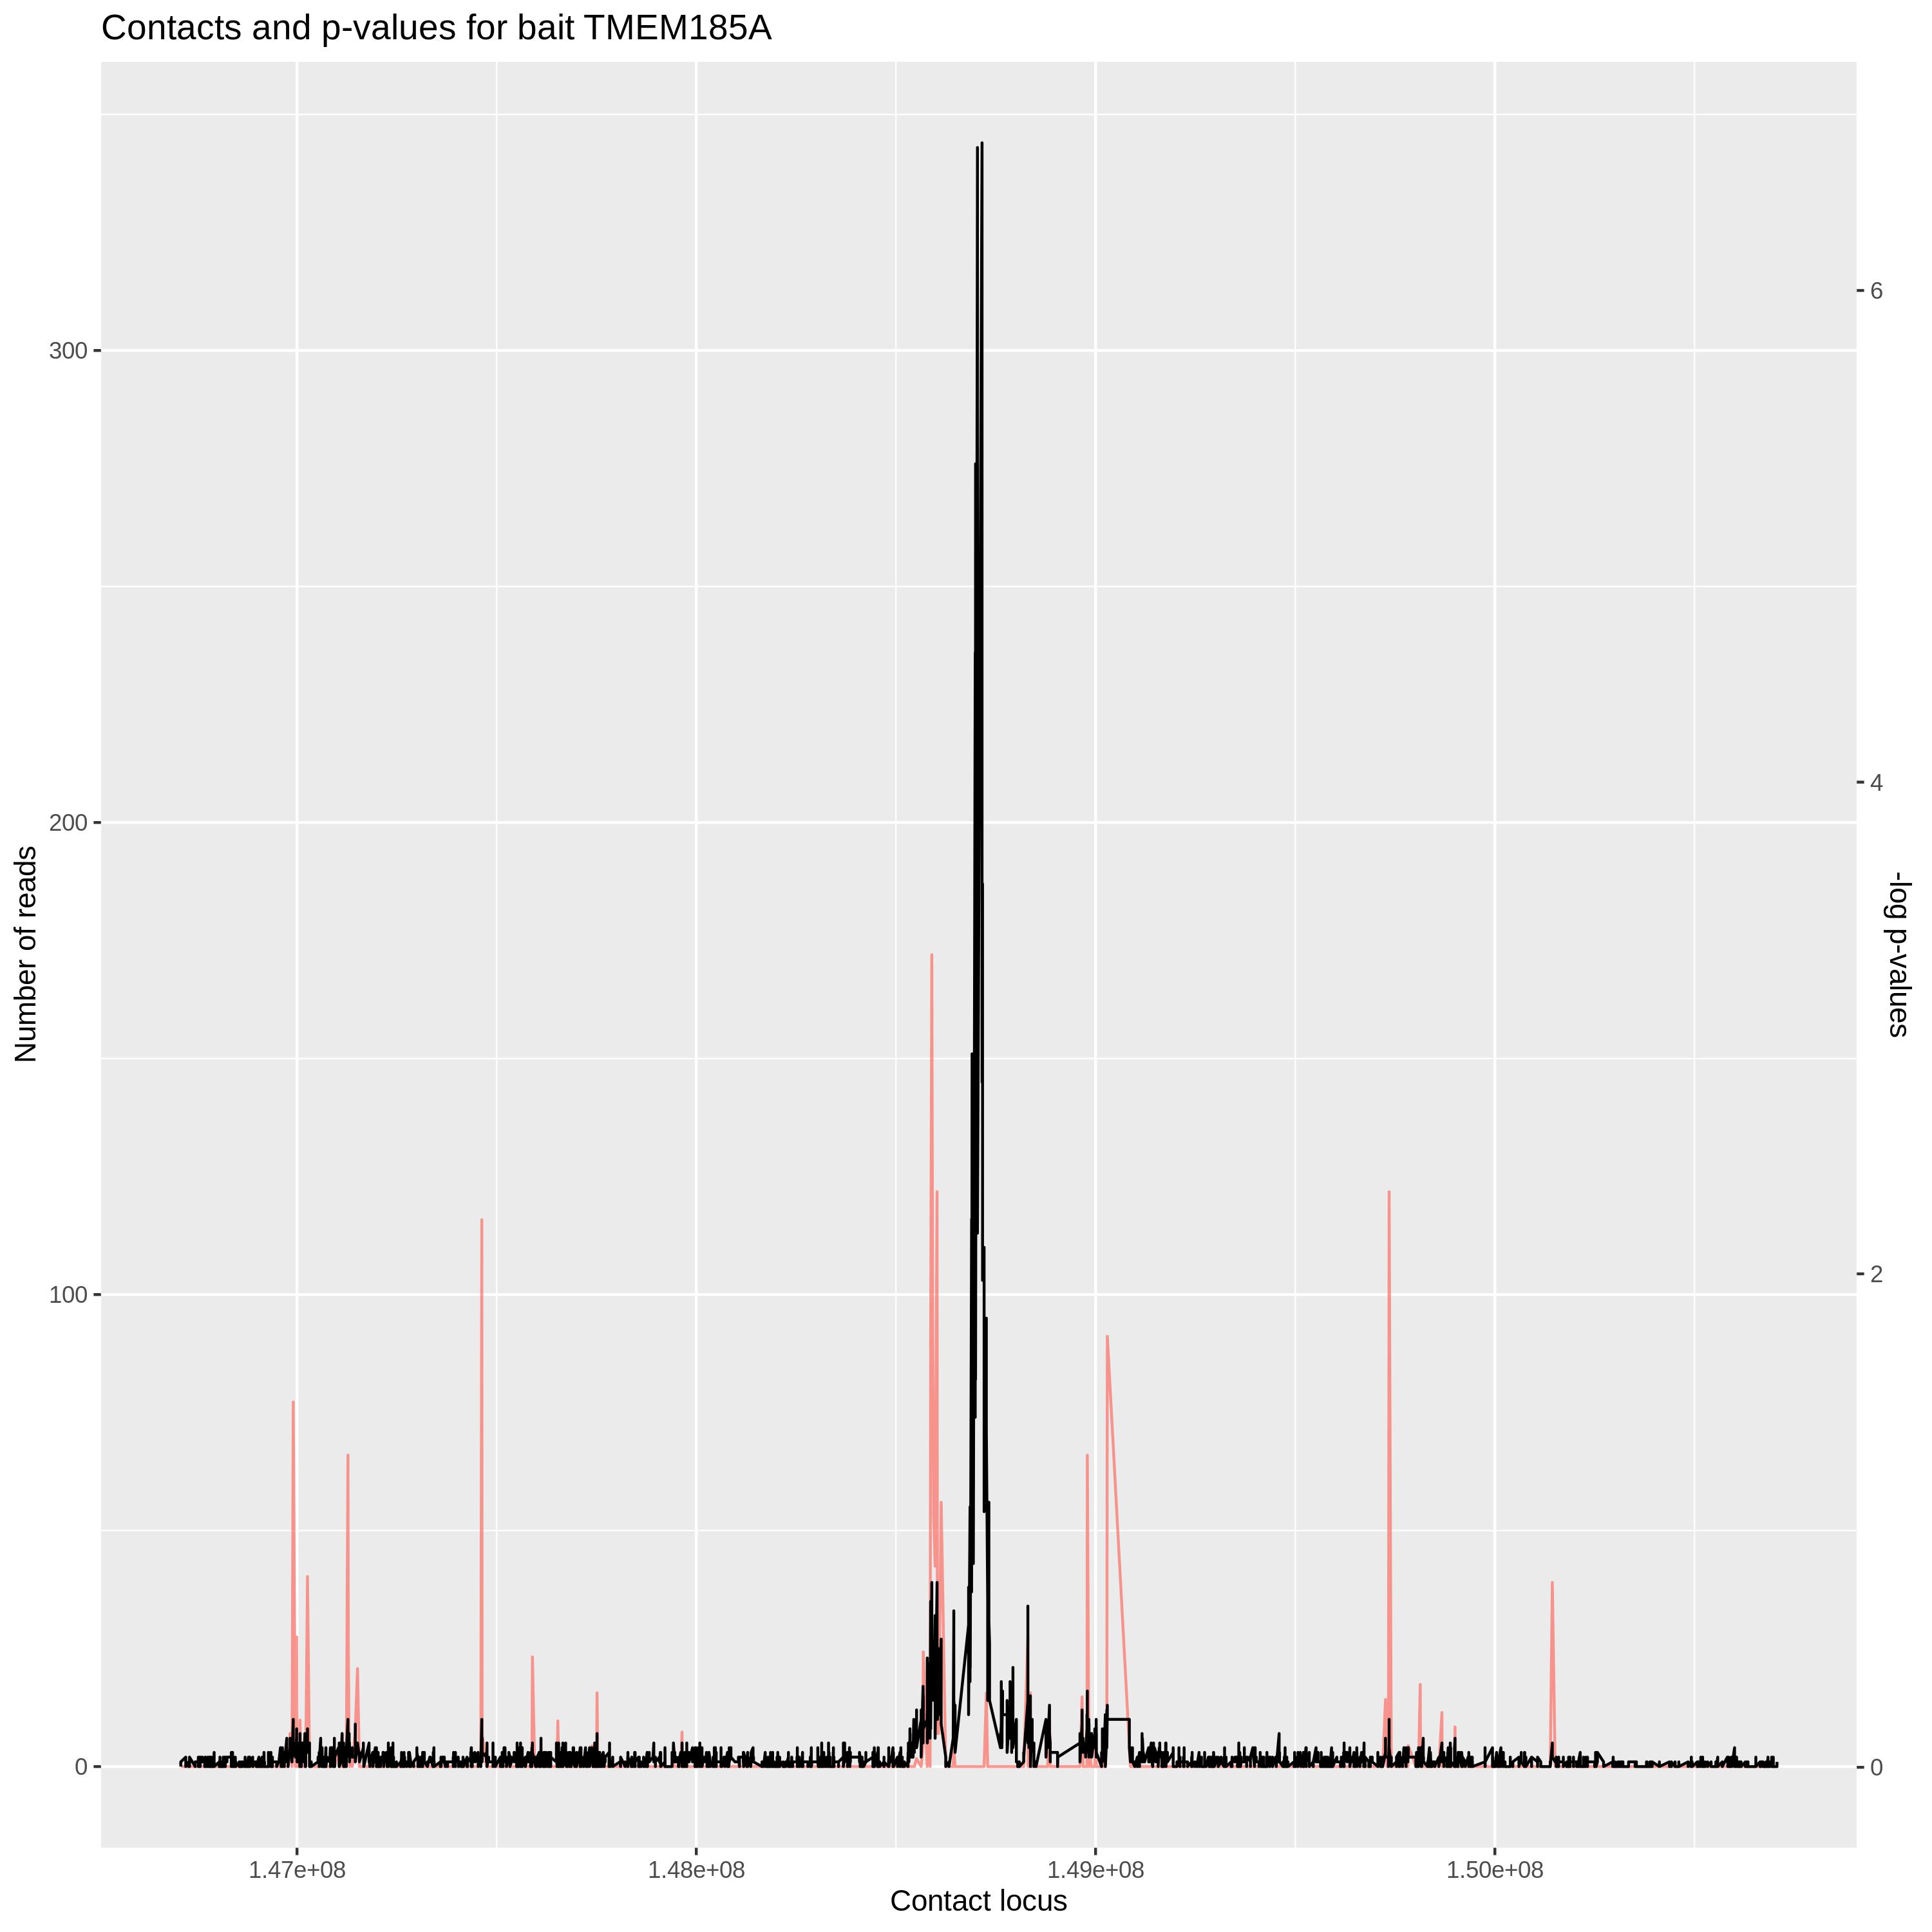 Contacts and p-values for bait TMEM185A
Number of reads
300
200
100
0
6
4
2
0
-log p-values
1.47e+08
1.48e+08
1.49e+08
1.50e+08
Contact locus